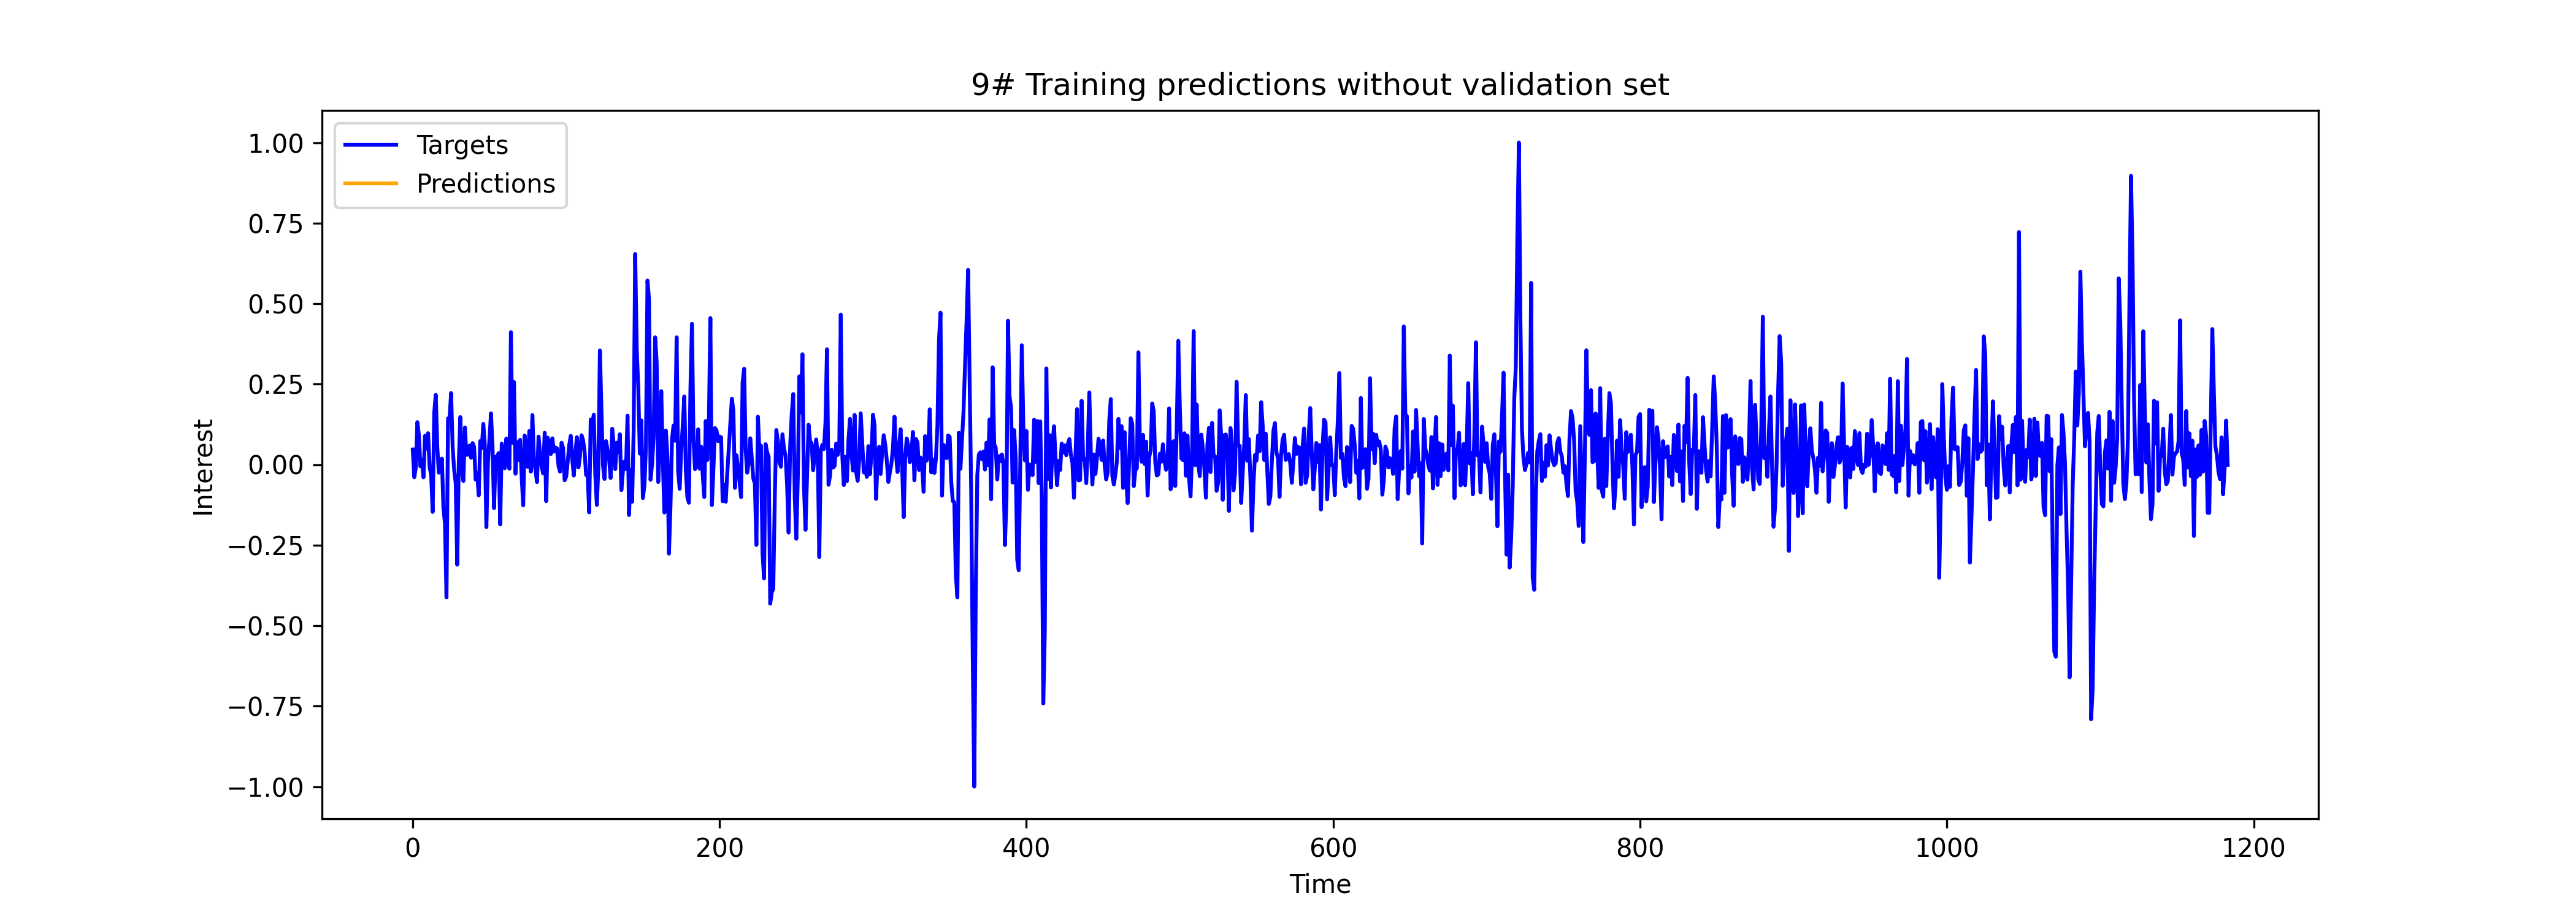 9# Training predictions without validation set
Targets
Predictions
1.00
0.75
0.50
0.25
0.00
−0.25
−0.50
−0.75
−1.00
Interest
0 200 400 600 800 1000 1200
Time